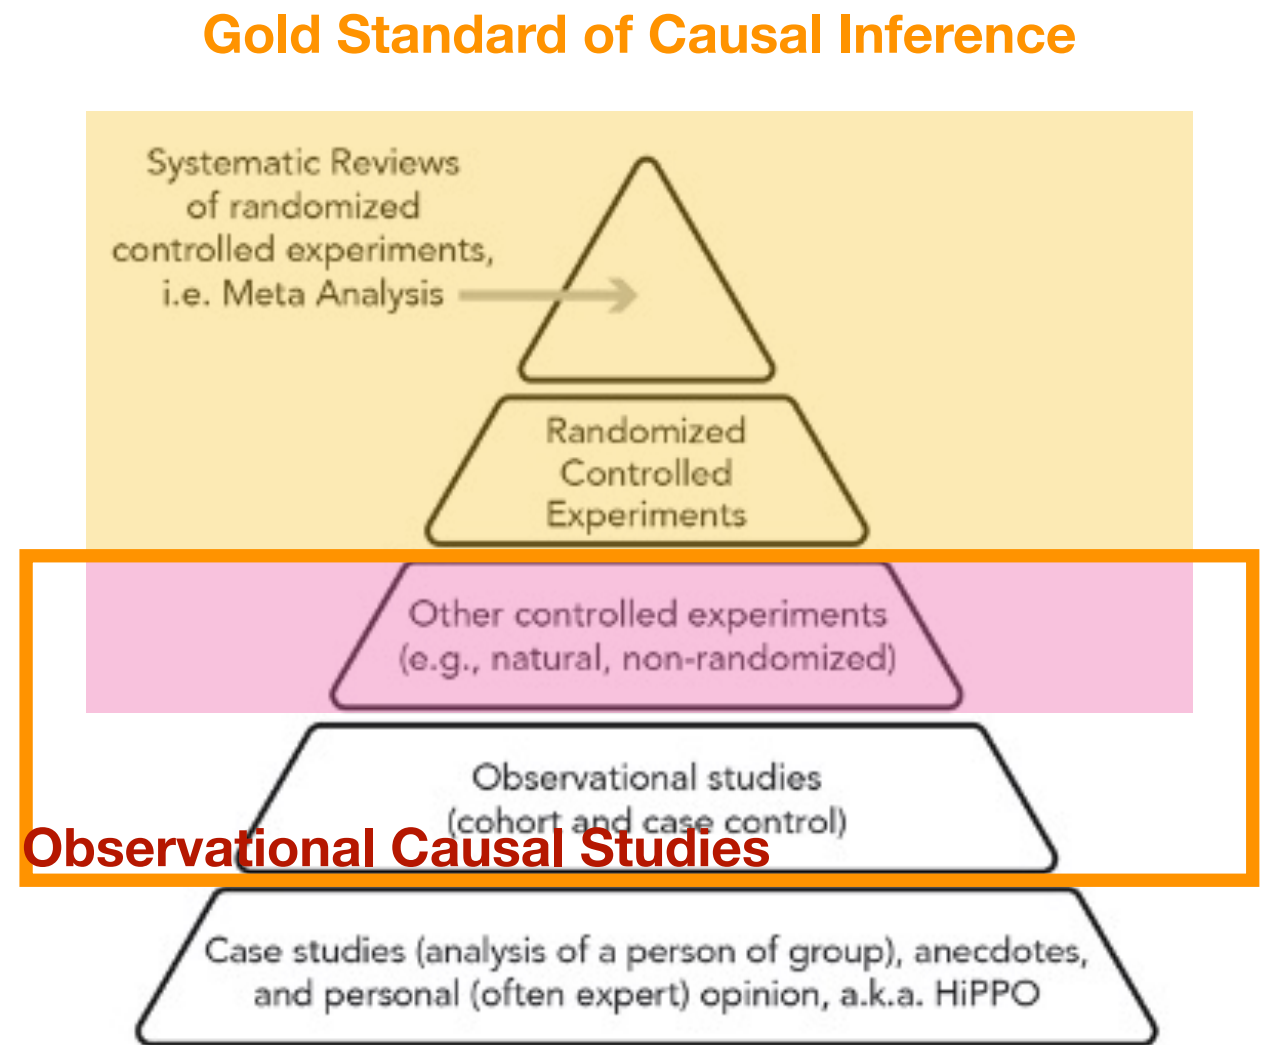 Gold Standard of Causal Inference
Systematic Reviews
of randomized
controlled experiments,
i.e. Meta Analysis
Randomized
Controlled
Experiments
Other controlled experiments
(e.g., natural, non-randomized)
Observational studies
(cohort and case control)
Observational Causal Studies
Case studies (analysis of a person of group), anecdotes,
and personal (often expert) opinion, a.k.a. HiPPO